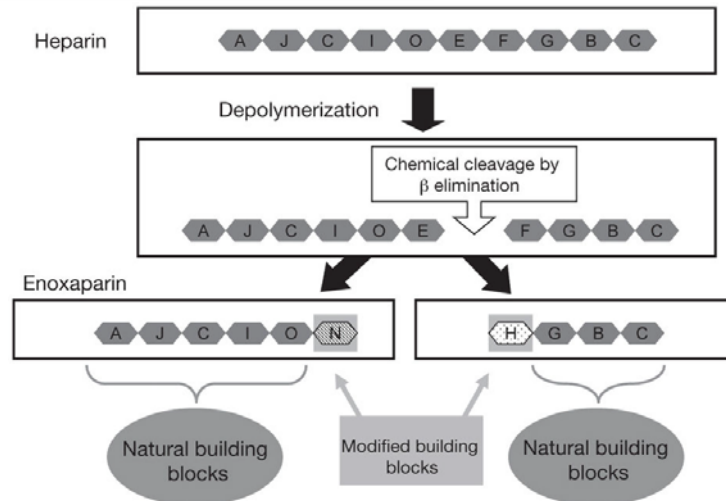 Heparin
A J C I O E F G B C
Depolymerization
Chemical cleavage by
β elimination
A J C I O E F G B C
Enoxaparin
A J C I O N H G B C
Natural building
blocks
Modified building
blocks
Natural building
blocks